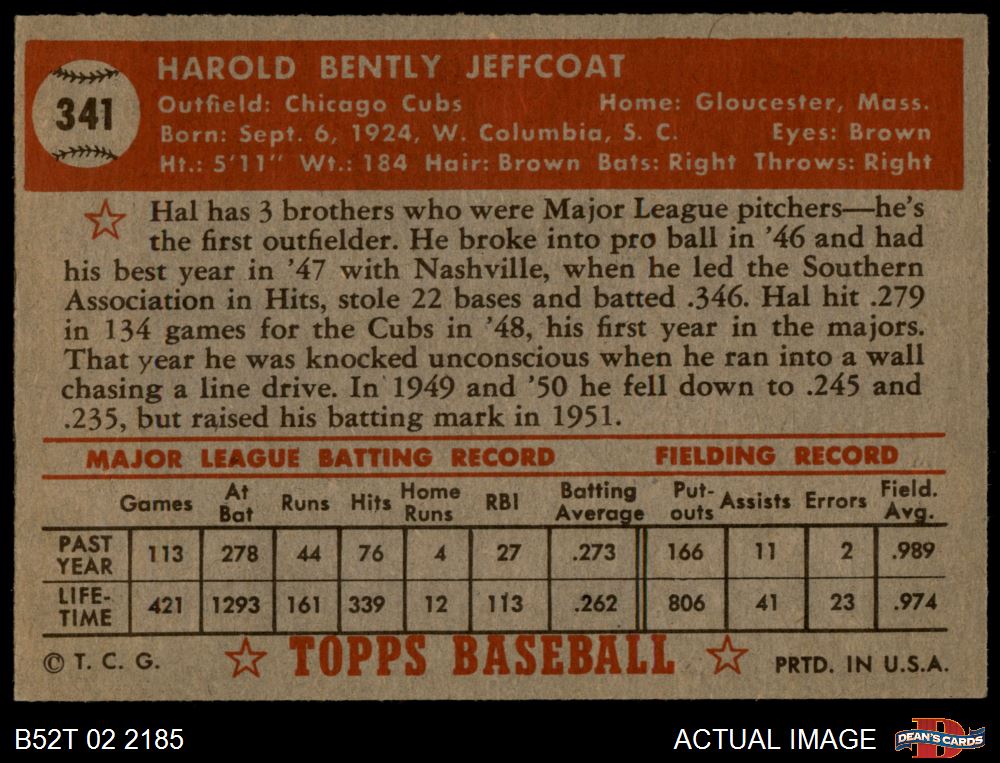 341
HAROLD BENTLY JEFFCOAT
Outfield: Chicago Cubs Home: Gloucester, Mass.
Born: Sept. 6, 1924, W. Columbia, S. C. Eyes: Brown
Ht.: 5'11" Wt.: 184 Hair: Brown Bats: Right Throws: Right
Hal has 3 brothers who were Major League pitchers—he's
the first outfielder. He broke into pro ball in '46 and had
his best year in '47 with Nashville, when he led the Southern
Association in Hits, stole 22 bases and batted .346. Hal hit .279
in 134 games for the Cubs in '48, his first year in the majors.
That year he was knocked unconscious when he ran into a wall
chasing a line drive. In 1949 and '50 he fell down to .245 and
.235, but raised his batting mark in 1951.
MAJOR LEAGUE BATTING RECORD FIELDING RECORD
Games At Bat Runs Hits Home Runs RBI Batting Average Put-outs Assists Errors Field. Avg.
PAST YEAR 113 278 44 76 4 27 .273 166 11 2 .989
LIFE-TIME 421 1293 161 339 12 113 .262 806 41 23 .974
© T. C. G. TOPPS BASEBALL PRTD. IN U.S.A.
B52T 02 2185 ACTUAL IMAGE D DEAN'S CARDS